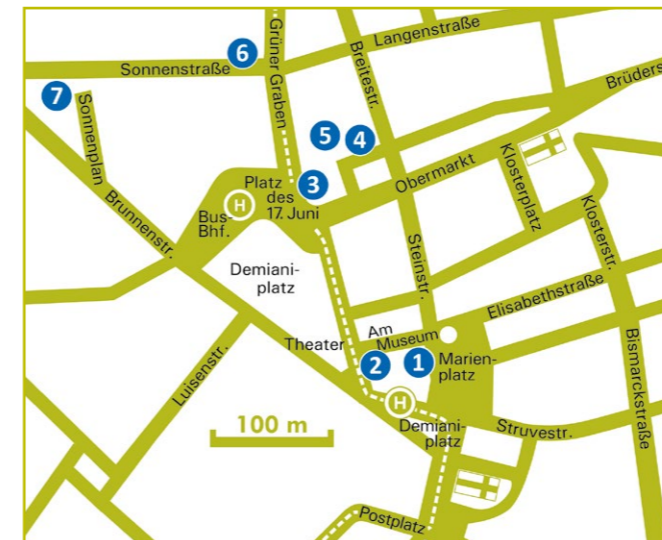 Grüner Graben
Breitestr.
Langenstraße
6
Sonnenstraße
7
Sonnenplan
Brüders
5
4
Obermarkt
3
Platz
des
17. Juni
H
Bus-
Bhf.
Klosterplatz
Klosterstr.
Brunnenstr.
Steinstr.
Demiani-
platz
Elisabethstraße
Theater
Am
Museum
2
1
Marien-
platz
Luisenstr.
Bismarckstraße
H
100 m
Demiani-
platz
Struvestr.
Postplatz